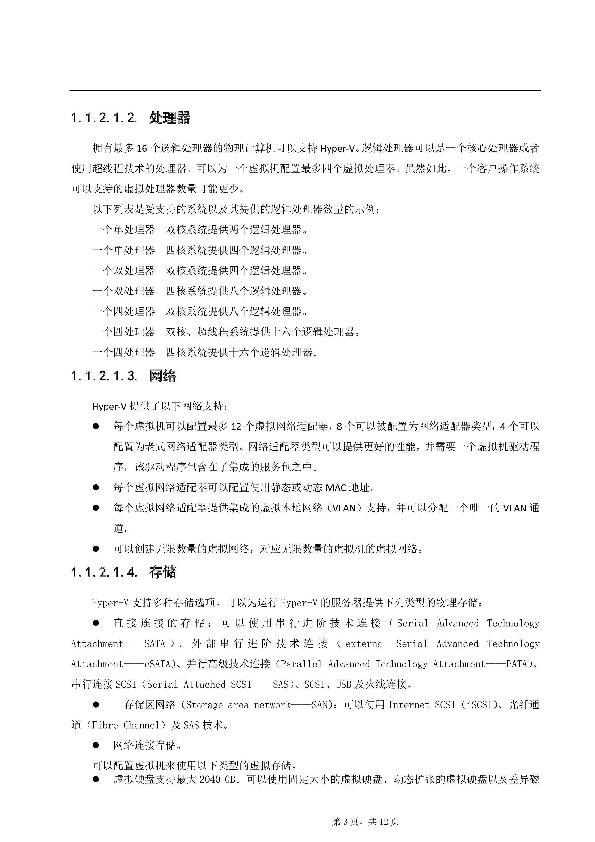 1.1.2.1.2. 处理器
拥有最多 16 个逻辑处理器的物理计算机可以支持 Hyper-V。逻辑处理器可以是一个核心处理器或者
使用超线程技术的处理器。可以为一个虚拟机配置最多四个虚拟处理器。虽然如此，一个客户操作系统
可以支持的虚拟处理器数量可能更少。
以下列表是受支持的系统以及其提供的逻辑处理器数量的示例：
一个单处理器 双核系统提供两个逻辑处理器。
一个单处理器 四核系统提供四个逻辑处理器。
一个双处理器 双核系统提供四个逻辑处理器。
一个双处理器 四核系统提供八个逻辑处理器。
一个四处理器 双核系统提供八个逻辑处理器。
一个四处理器 双核、超线程系统提供十六个逻辑处理器。
一个四处理器 四核系统提供十六个逻辑处理器。
1.1.2.1.3. 网络
Hyper-V 提供了以下网络支持：
● 每个虚拟机可以配置最多 12 个虚拟网络适配器，8 个可以被配置为网络适配器类型，4 个可以
配置为老式网络适配器类型。网络适配器类型可以提供更好的性能，并需要一个虚拟机驱动程
序，该驱动程序包含在了集成的服务包之中。
● 每个虚拟网络适配器可以配置使用静态或动态 MAC 地址。
● 每个虚拟网络适配器提供集成的虚拟本地网络（VLAN）支持，并可以分配一个唯一的 VLAN 通
道。
● 可以创建无限数量的虚拟网络，对应无限数量的虚拟机的虚拟网络。
1.1.2.1.4. 存储
Hyper-V 支持多种存储选项，可以为运行 Hyper-V 的服务器提供下列类型的物理存储：
● 直接连接的存储：可以使用串行进阶技术连接（Serial Advanced Technology
Attachment——SATA）、外部串行进阶技术连接（external Serial Advanced Technology
Attachment——eSATA)、并行高级技术连接（Parallel Advanced Technology Attachment——PATA)、
串行连接 SCSI（Serial Attached SCSI——SAS）、SCSI、USB 及火线连接。
● 存储区网络（Storage area network——SAN）：可以使用 Internet SCSI（iSCSI）、光纤通
道（Fibre Channel）及 SAS 技术。
● 网络连接存储。
可以配置虚拟机来使用以下类型的虚拟存储。
● 虚拟硬盘支持最大 2040 GB。可以使用固定大小的虚拟硬盘、动态扩张的虚拟硬盘以及差异磁
第 3 页，共 12 页